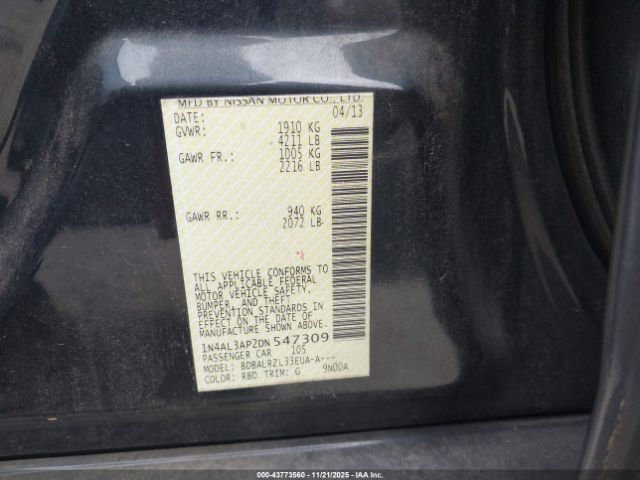 MFD BY NISSAN MOTOR CO., LTD.
DATE: 04/13
GVWR: 1910 KG
4211 LB
GAWR FR.: 1005 KG
2216 LB
GAWR RR.: 940 KG
2072 LB
THIS VEHICLE CONFORMS TO
ALL APPLICABLE FEDERAL
MOTOR VEHICLE SAFETY,
BUMPER, AND THEFT
PREVENTION STANDARDS IN
EFFECT ON THE DATE OF
MANUFACTURE SHOWN ABOVE.
1N4AL3AP2DN 547309
PASSENGER CAR 105
MODEL: BDBALRZL33EUA-A---
COLOR: RBD TRIM: G 9N00A
00-43773560 - 11/21/2025 - IAA, Inc.